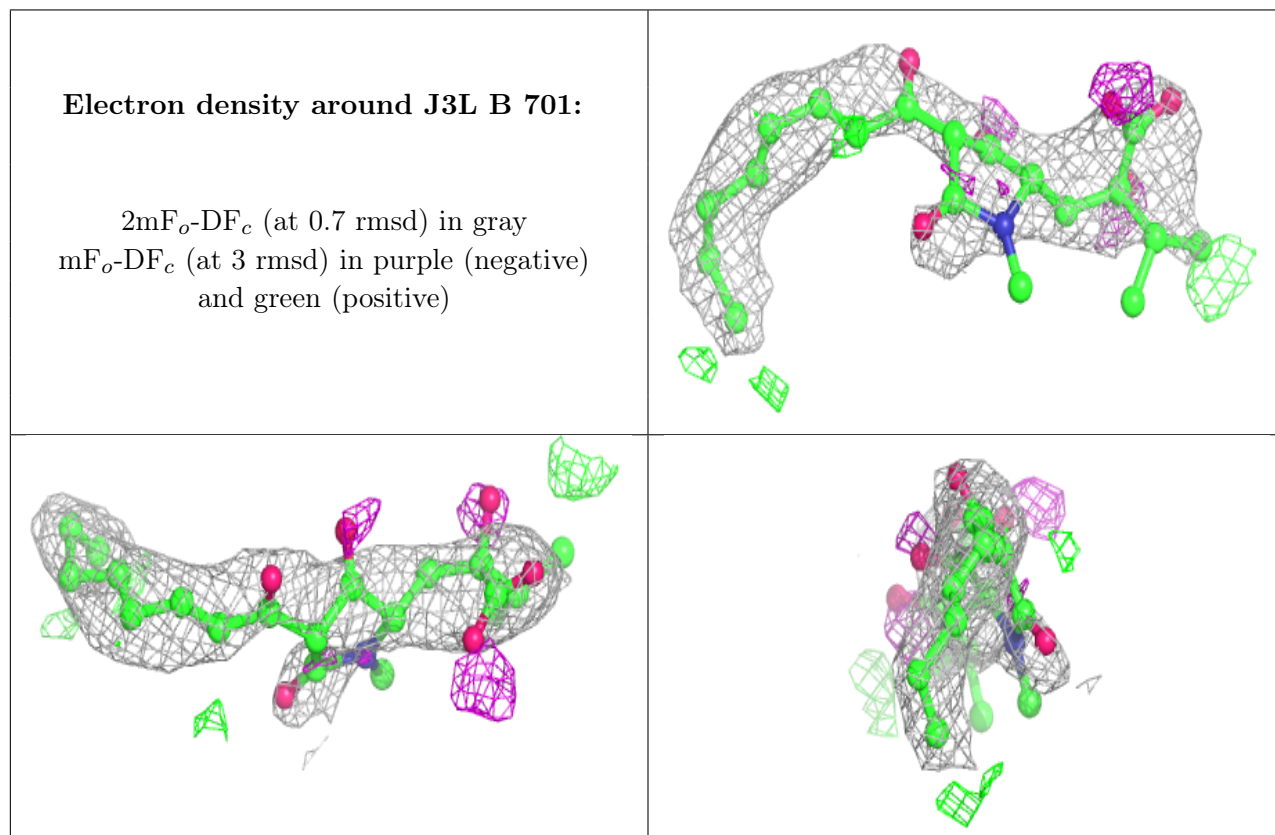 Electron density around J3L B 701:
2mFo-DFc (at 0.7 rmsd) in gray
mFo-DFc (at 3 rmsd) in purple (negative)
and green (positive)